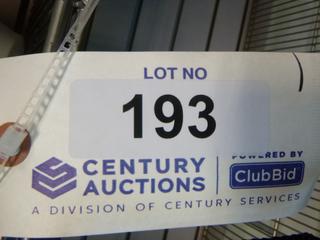 LOT NO
193
CENTURY
AUCTIONS
POWERED BY
ClubBid
A DIVISION OF CENTURY SERVICES